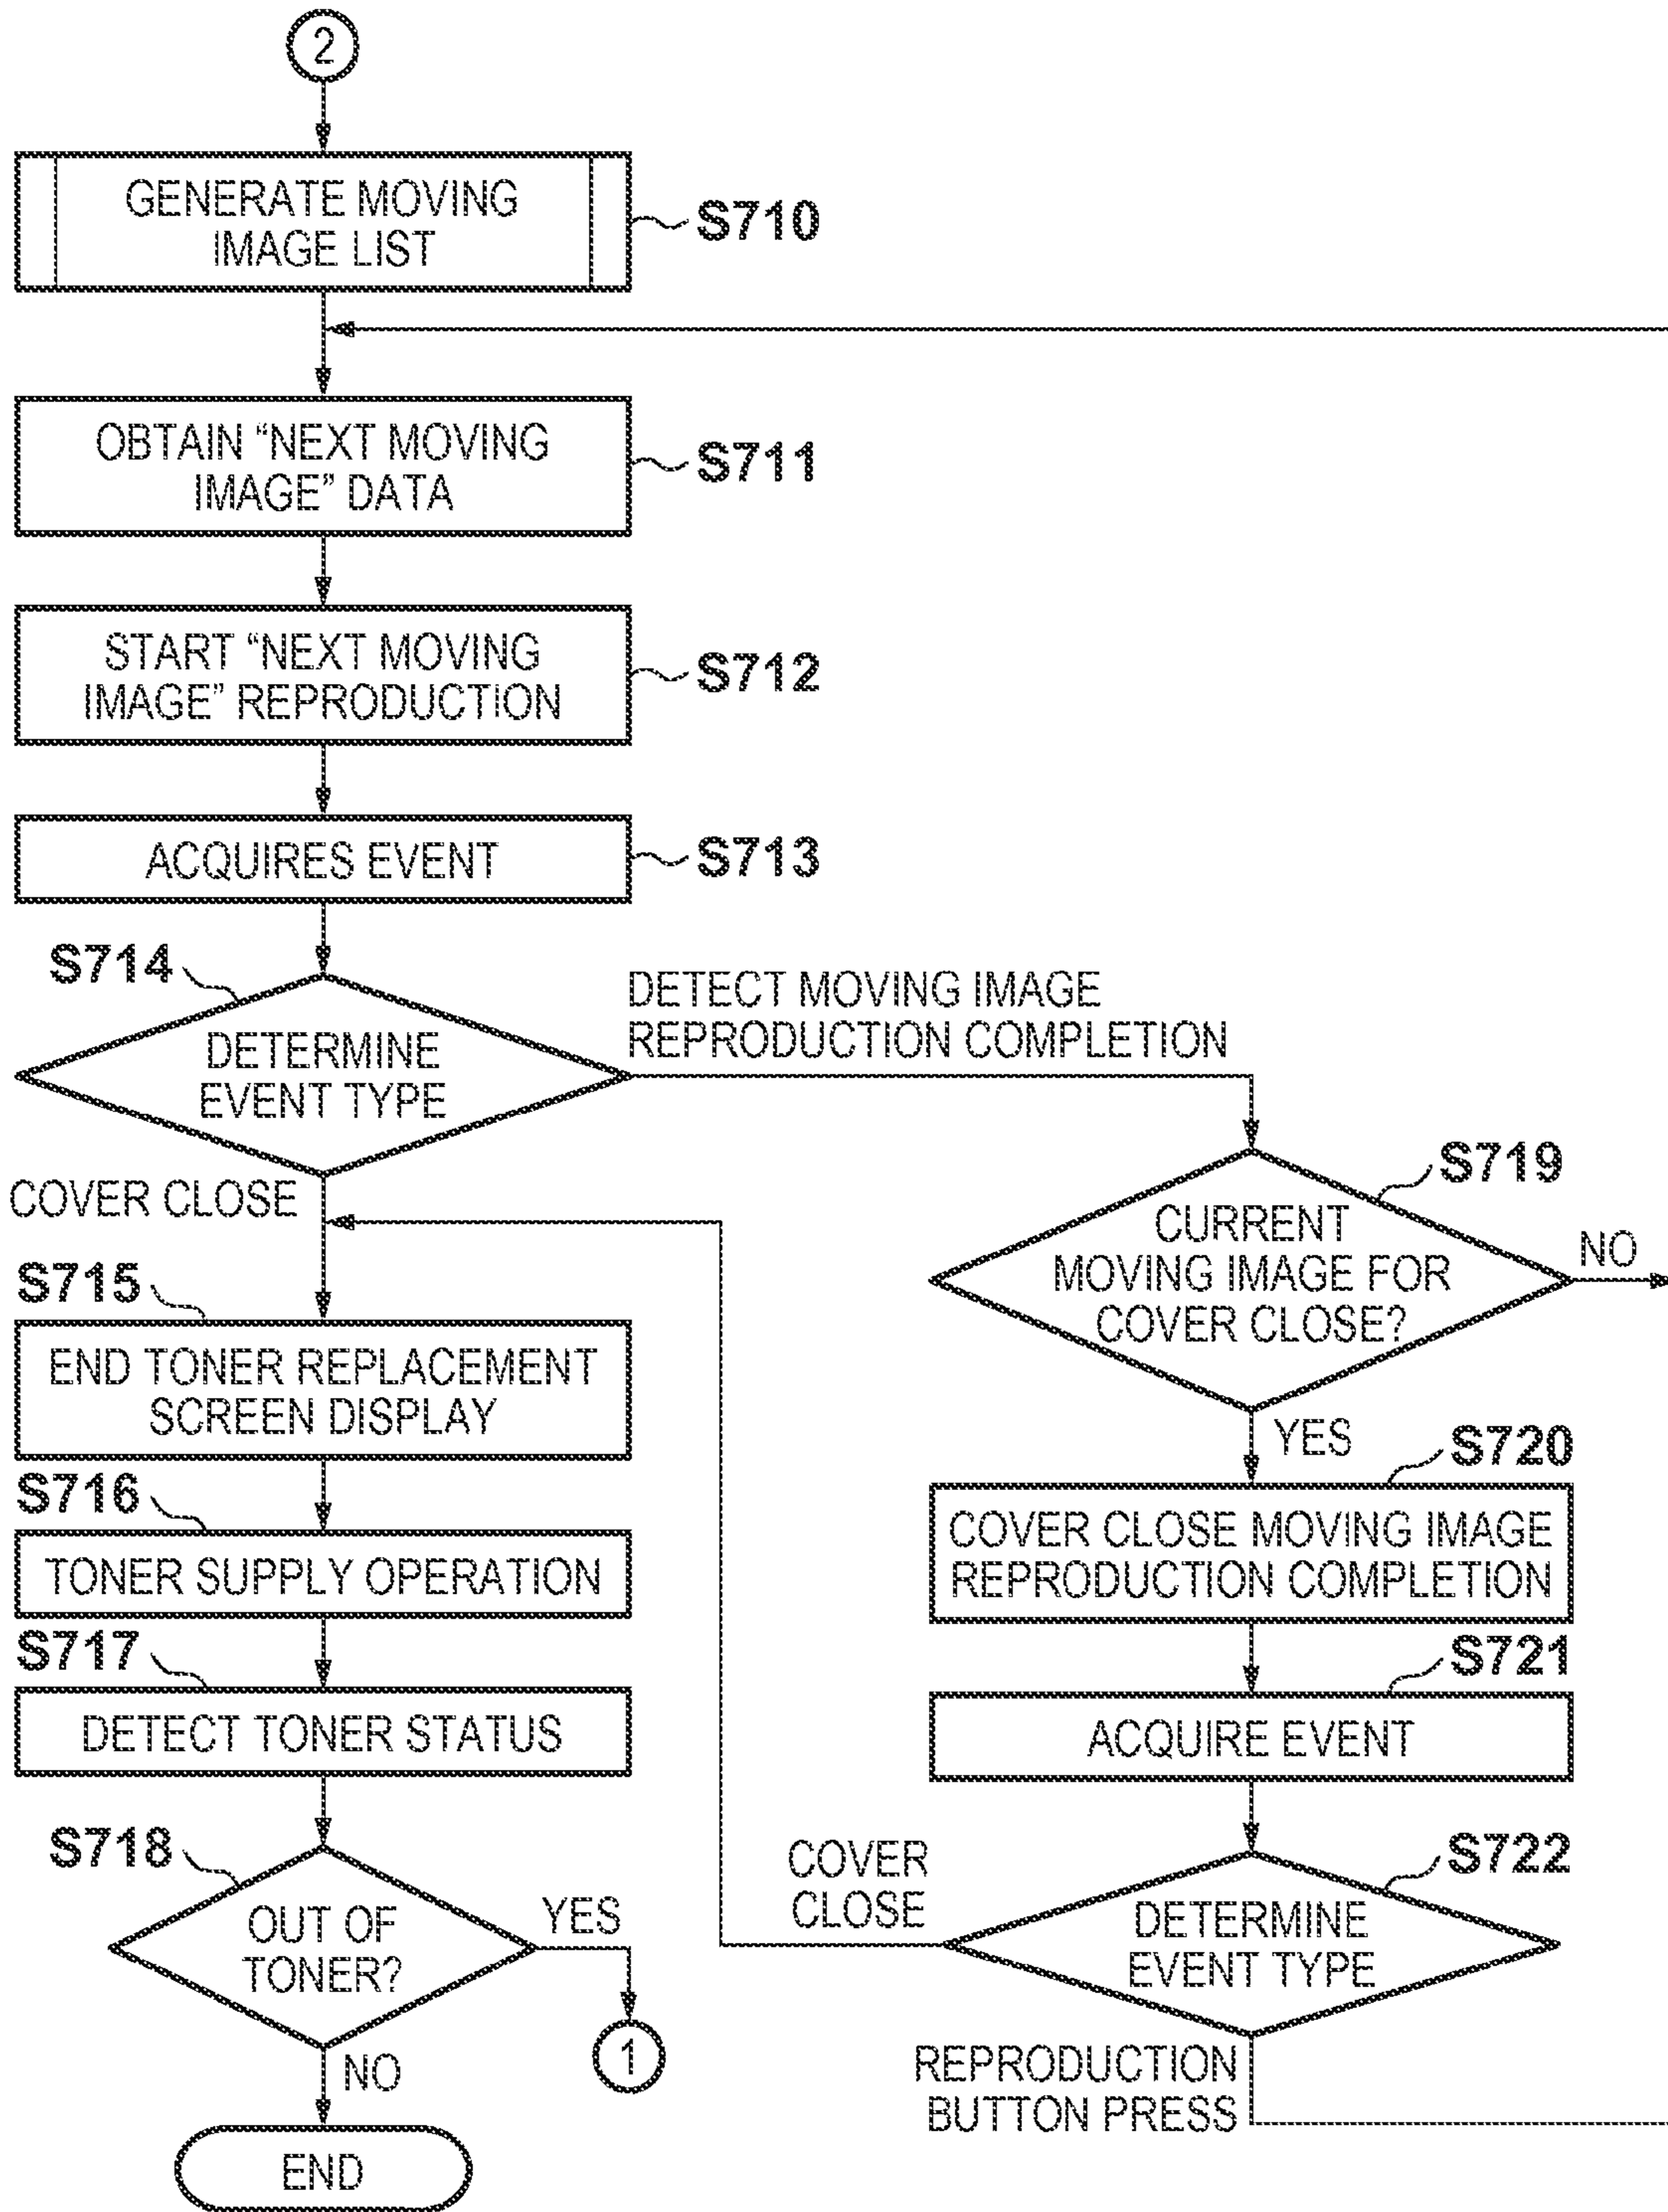 2
GENERATE MOVING
IMAGE LIST
S710
OBTAIN “NEXT MOVING
IMAGE” DATA
S711
START “NEXT MOVING
IMAGE” REPRODUCTION
S712
ACQUIRES EVENT
S713
S714
DETERMINE
EVENT TYPE
DETECT MOVING IMAGE
REPRODUCTION COMPLETION
COVER CLOSE
S715
END TONER REPLACEMENT
SCREEN DISPLAY
S716
TONER SUPPLY OPERATION
S717
DETECT TONER STATUS
S718
OUT OF
TONER?
YES
1
NO
END
S719
CURRENT
MOVING IMAGE FOR
COVER CLOSE?
NO
YES
S720
COVER CLOSE MOVING IMAGE
REPRODUCTION COMPLETION
S721
ACQUIRE EVENT
S722
DETERMINE
EVENT TYPE
COVER
CLOSE
REPRODUCTION
BUTTON PRESS